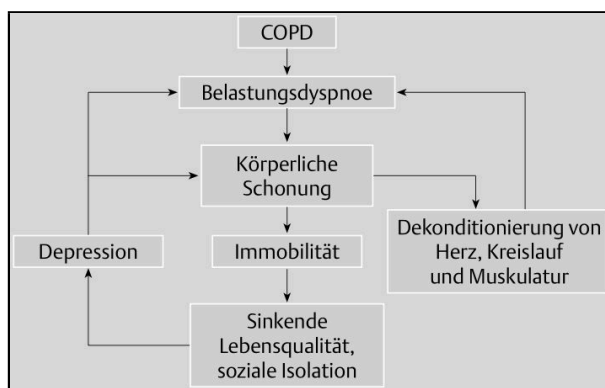 COPD
Belastungsdyspnoe
Körperliche
Schonung
Dekonditionierung von
Herz, Kreislauf
und Muskulatur
Depression
Immobilität
Sinkende
Lebensqualität,
soziale Isolation